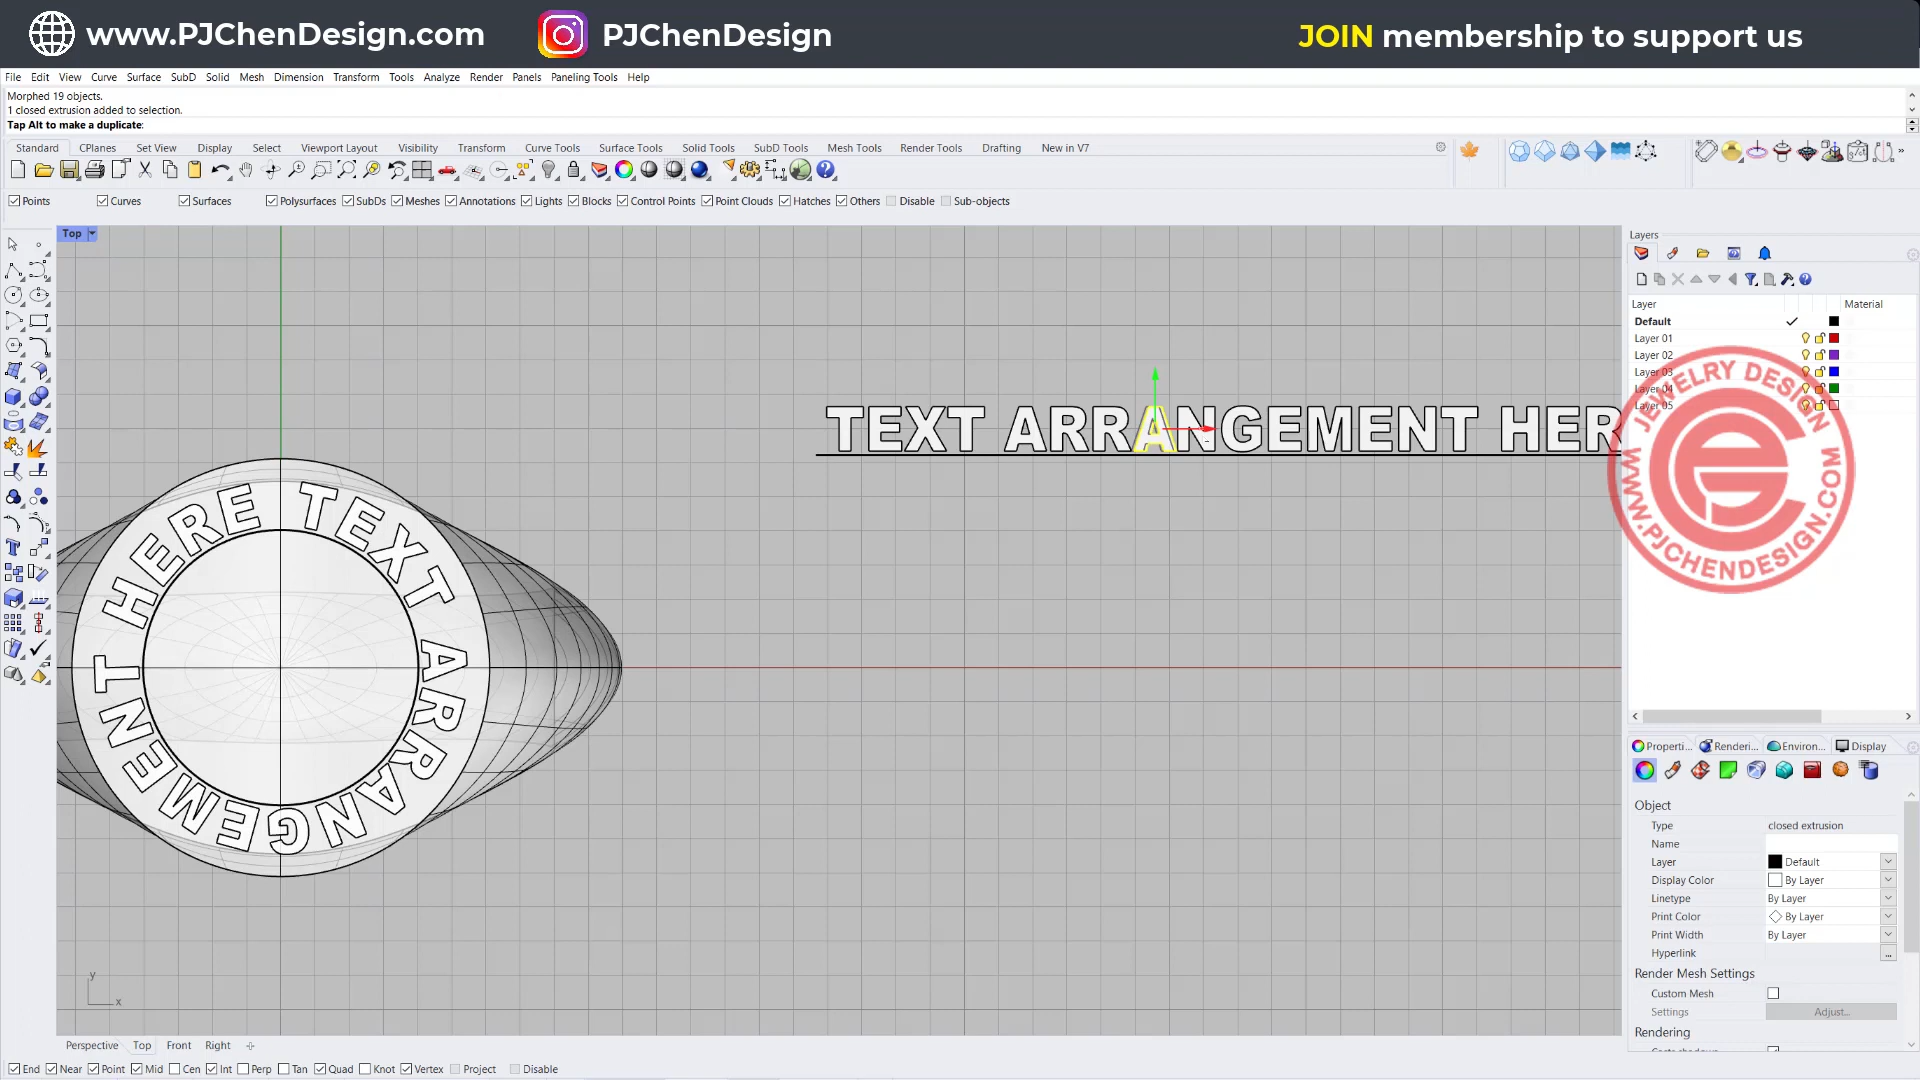 www.PJChenDesign.com PJChenDesign JOIN membership to support us
File Edit View Curve Surface SubD Solid Mesh Dimension Transform Tools Analyze Render Panels Paneling Tools Help
Morphed 19 objects.
1 closed extrusion added to selection.
Tap Alt to make a duplicate:
Standard CPlanes Set View Display Select Viewport Layout Visibility Transform Curve Tools Surface Tools Solid Tools SubD Tools Mesh Tools Render Tools Drafting New in V7
Points Curves Surfaces Polysurfaces SubDs Meshes Annotations Lights Blocks Control Points Point Clouds Hatches Others Disable Sub-objects
Top
Layers
Layer Material
Default
Layer 01
Layer 02
Layer 03
Layer 04
Layer 05
JEWELRY DESIGN
WWW.PJCHENDESIGN.COM
TEXT ARRANGEMENT HER
TEXT ARRANGEMENT HERE
Properti... Renderi... Environ... Display
Object
Type closed extrusion
Name
Layer Default
Display Color By Layer
Linetype By Layer
Print Color By Layer
Print Width By Layer
Hyperlink ...
Render Mesh Settings
Custom Mesh
Settings Adjust...
Rendering
y
x
Perspective Top Front Right
End Near Point Mid Cen Int Perp Tan Quad Knot Vertex Project Disable